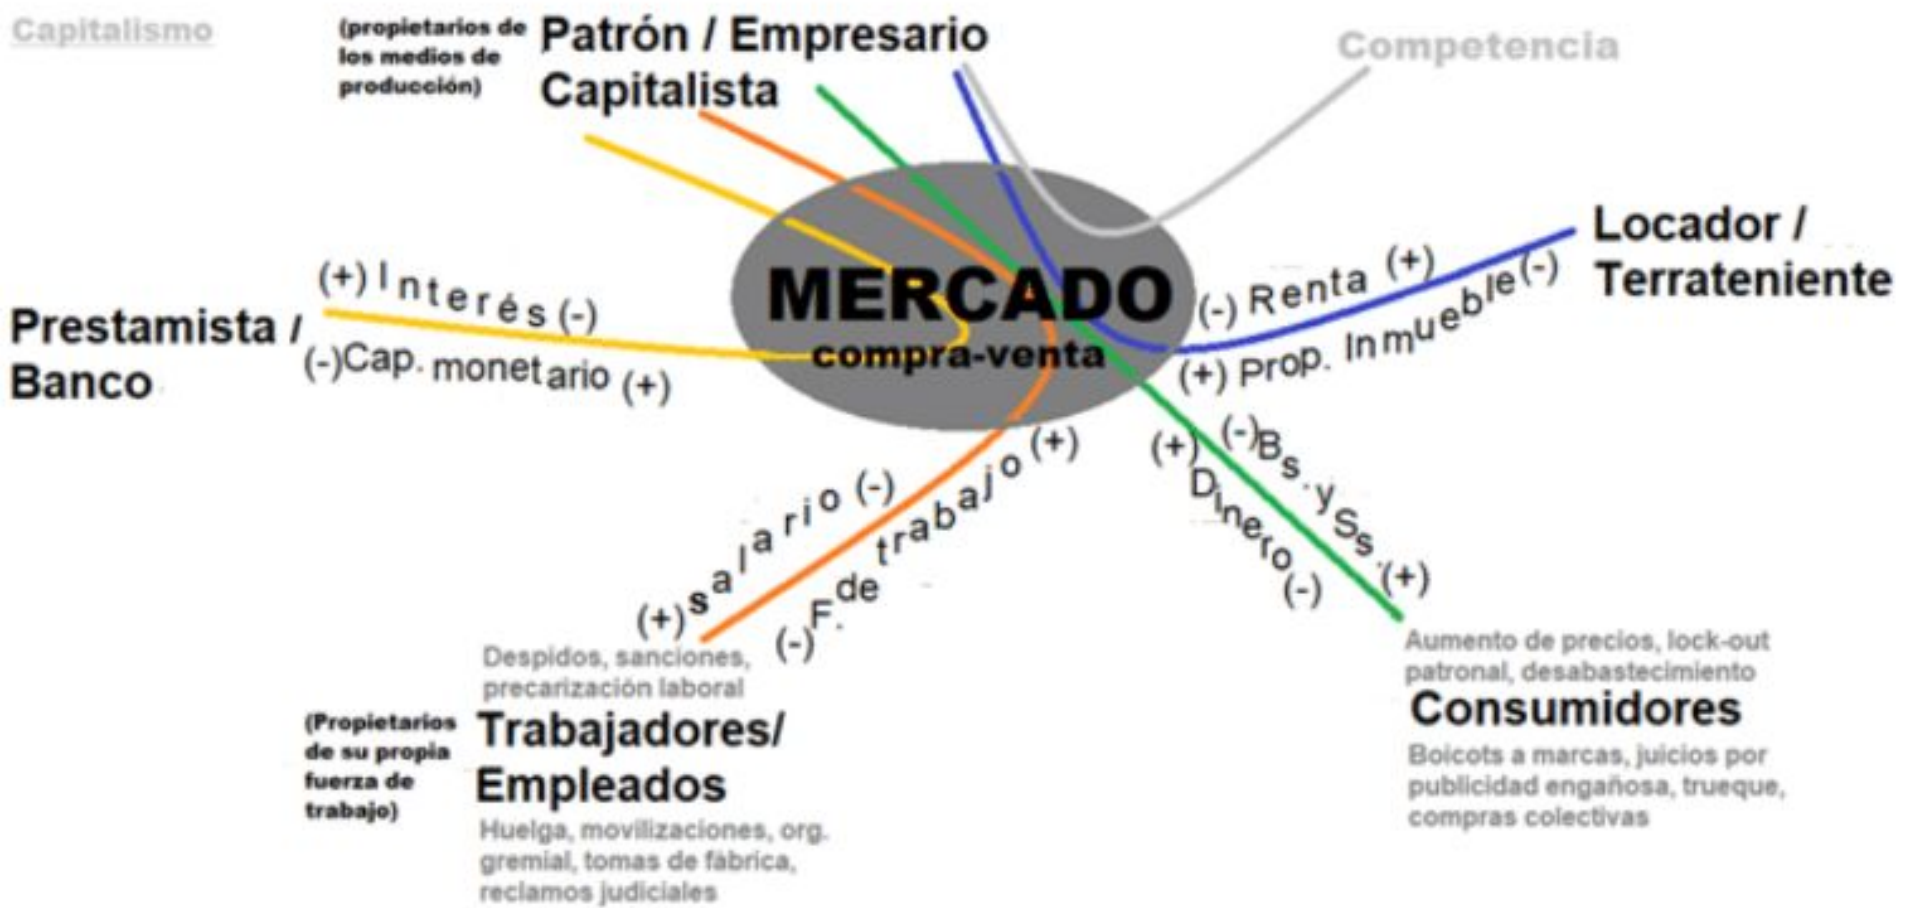 Capitalismo
(propietarios de
los medios de
producción)
Patrón / Empresario
Capitalista
Competencia
MERCADO
compra-venta
Locador /
Terrateniente
(-) Renta (+)
(+) Prop. Inmueble (-)
Prestamista /
Banco
(+) Interés (-)
(-)Cap. monetario (+)
(+) salario (-)
(-) F. de trabajo (+)
(-)Bs. y Ss. (+)
(+) Dinero (-)
Despidos, sanciones,
precarización laboral
(Propietarios
de su propia
fuerza de
trabajo)
Trabajadores/
Empleados
Huelga, movilizaciones, org.
gremial, tomas de fábrica,
reclamos judiciales
Aumento de precios, lock-out
patronal, desabastecimiento
Consumidores
Boicots a marcas, juicios por
publicidad engañosa, trueque,
compras colectivas